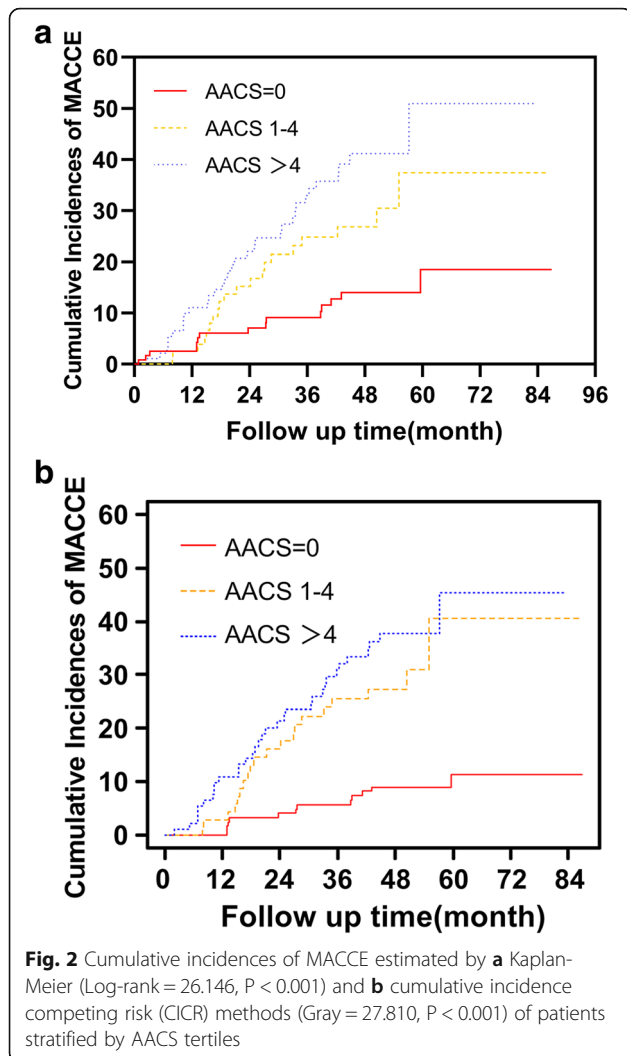 a
Cumulative Incidences of MACCE
60
50
40
30
20
10
0
AACS=0
AACS 1-4
AACS >4
0 12 24 36 48 60 72 84 96
Follow up time(month)
b
Cumulative Incidences of MACCE
60
50
40
30
20
10
0
AACS=0
AACS 1-4
AACS >4
0 12 24 36 48 60 72 84
Follow up time(month)
Fig. 2 Cumulative incidences of MACCE estimated by a Kaplan-
Meier (Log-rank = 26.146, P < 0.001) and b cumulative incidence
competing risk (CICR) methods (Gray = 27.810, P < 0.001) of patients
stratified by AACS tertiles